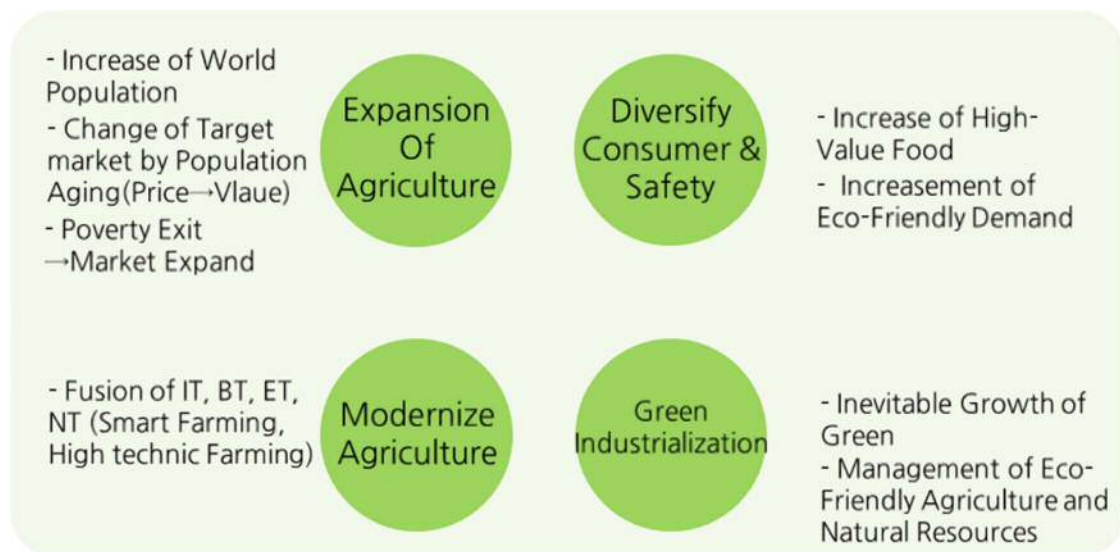 - Increase of World
Population
- Change of Target
market by Population
Aging(Price→Vlaue)
- Poverty Exit
→Market Expand
Expansion
Of
Agriculture
Diversify
Consumer &
Safety
- Increase of High-
Value Food
- Increasement of
Eco-Friendly Demand
- Fusion of IT, BT, ET,
NT (Smart Farming,
High technic Farming)
Modernize
Agriculture
Green
Industrialization
- Inevitable Growth of
Green
- Management of Eco-
Friendly Agriculture and
Natural Resources